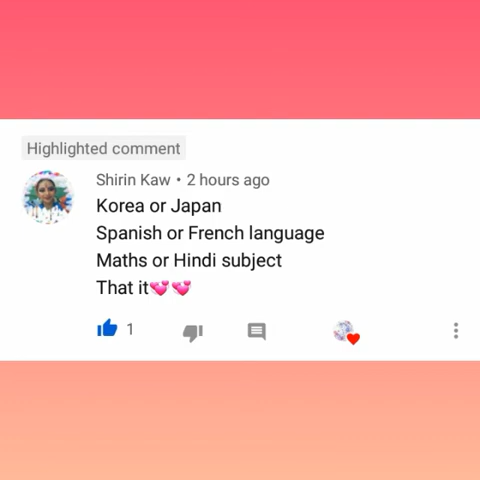 Highlighted comment
Shirin Kaw • 2 hours ago
Korea or Japan
Spanish or French language
Maths or Hindi subject
That it💞💞
1